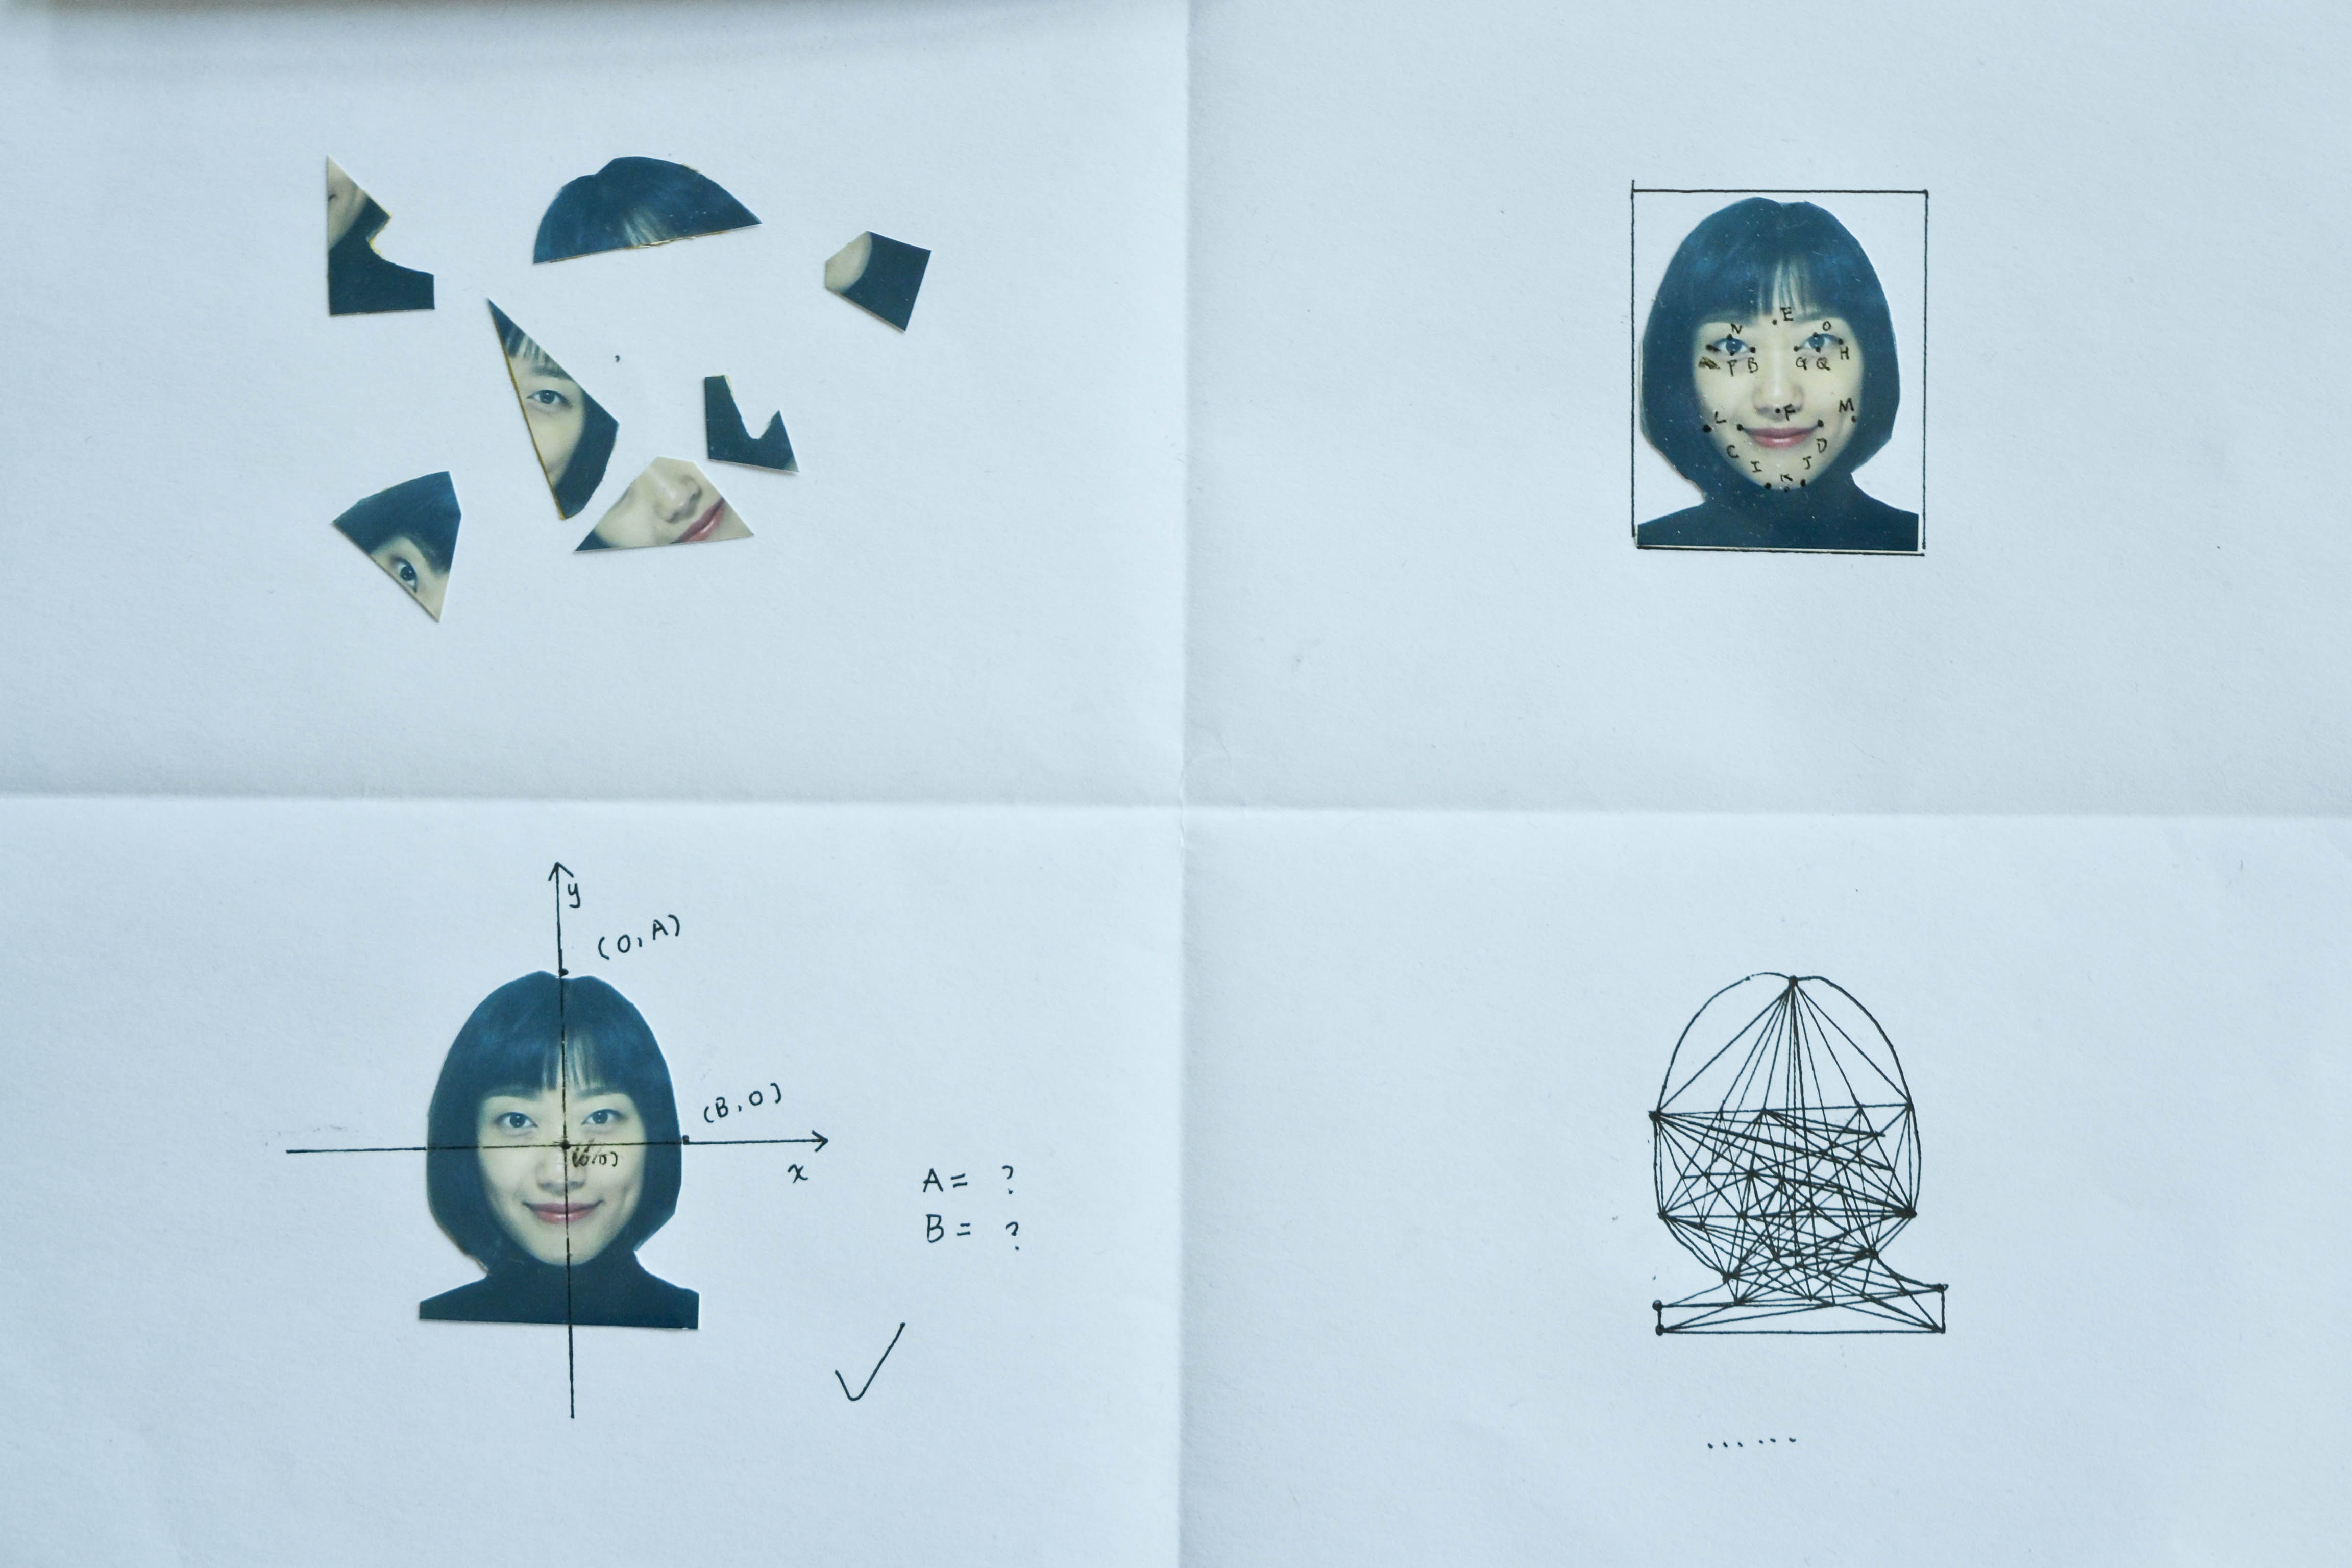 E
N O
P B G Q H
L F M
C D
I K J
y
(0, A)
(B, 0)
(0,0)
x
A = ?
B = ?
......